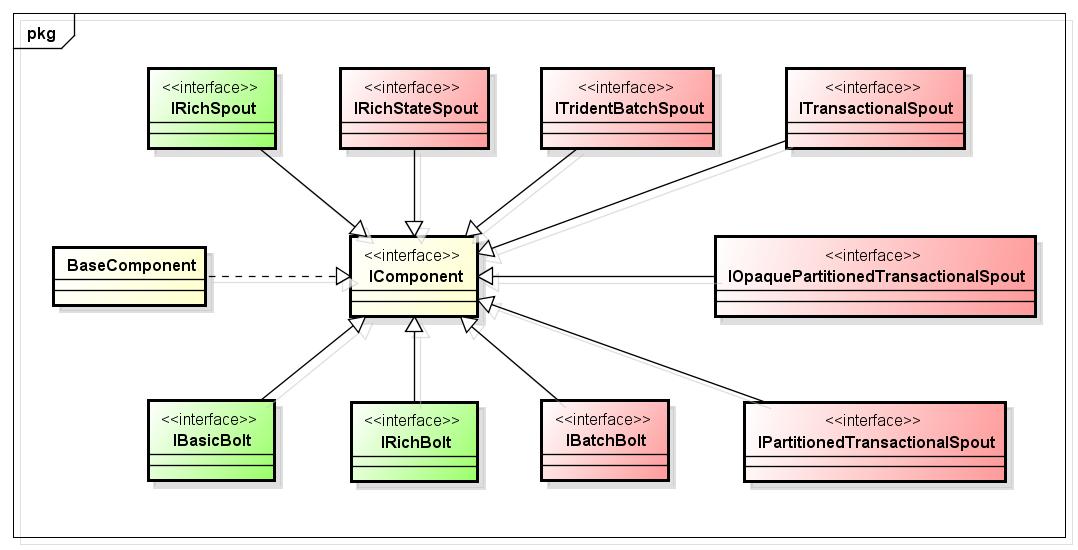 pkg
<<interface>>
IRichSpout
<<interface>>
IRichStateSpout
<<interface>>
ITridentBatchSpout
<<interface>>
ITransactionalSpout
BaseComponent
<<interface>>
IComponent
<<interface>>
IOpaquePartitionedTransactionalSpout
<<interface>>
IBasicBolt
<<interface>>
IRichBolt
<<interface>>
IBatchBolt
<<interface>>
IPartitionedTransactionalSpout